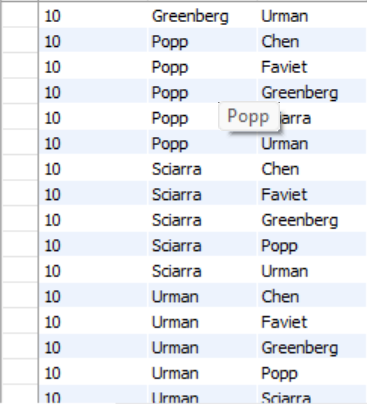 10 Greenberg Urman
10 Popp Chen
10 Popp Faviet
10 Popp Greenberg
10 Popp Popp iarra
10 Popp Urman
10 Sciarra Chen
10 Sciarra Faviet
10 Sciarra Greenberg
10 Sciarra Popp
10 Sciarra Urman
10 Urman Chen
10 Urman Faviet
10 Urman Greenberg
10 Urman Popp
10 Urman Sciarra